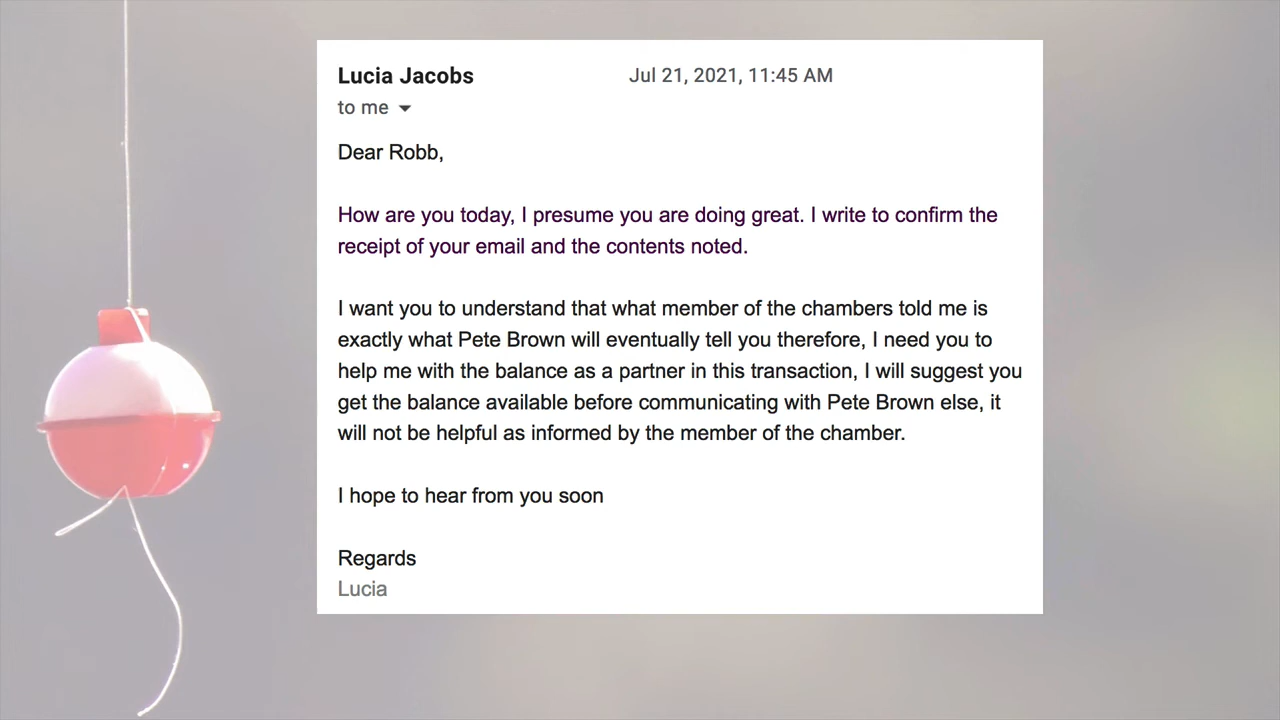 Lucia Jacobs Jul 21, 2021, 11:45 AM
to me
Dear Robb,
How are you today, I presume you are doing great. I write to confirm the
receipt of your email and the contents noted.
I want you to understand that what member of the chambers told me is
exactly what Pete Brown will eventually tell you therefore, I need you to
help me with the balance as a partner in this transaction, I will suggest you
get the balance available before communicating with Pete Brown else, it
will not be helpful as informed by the member of the chamber.
I hope to hear from you soon
Regards
Lucia